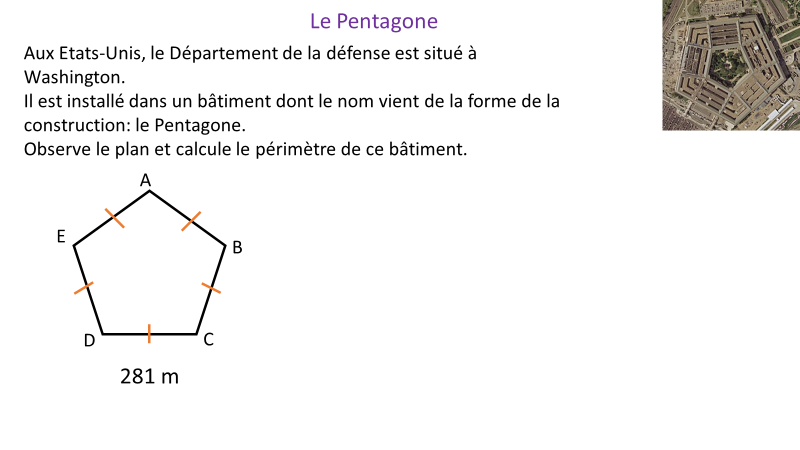 Le Pentagone
Aux Etats-Unis, le Département de la défense est situé à
Washington.
Il est installé dans un bâtiment dont le nom vient de la forme de la
construction: le Pentagone.
Observe le plan et calcule le périmètre de ce bâtiment.
A
E
B
D
C
281 m